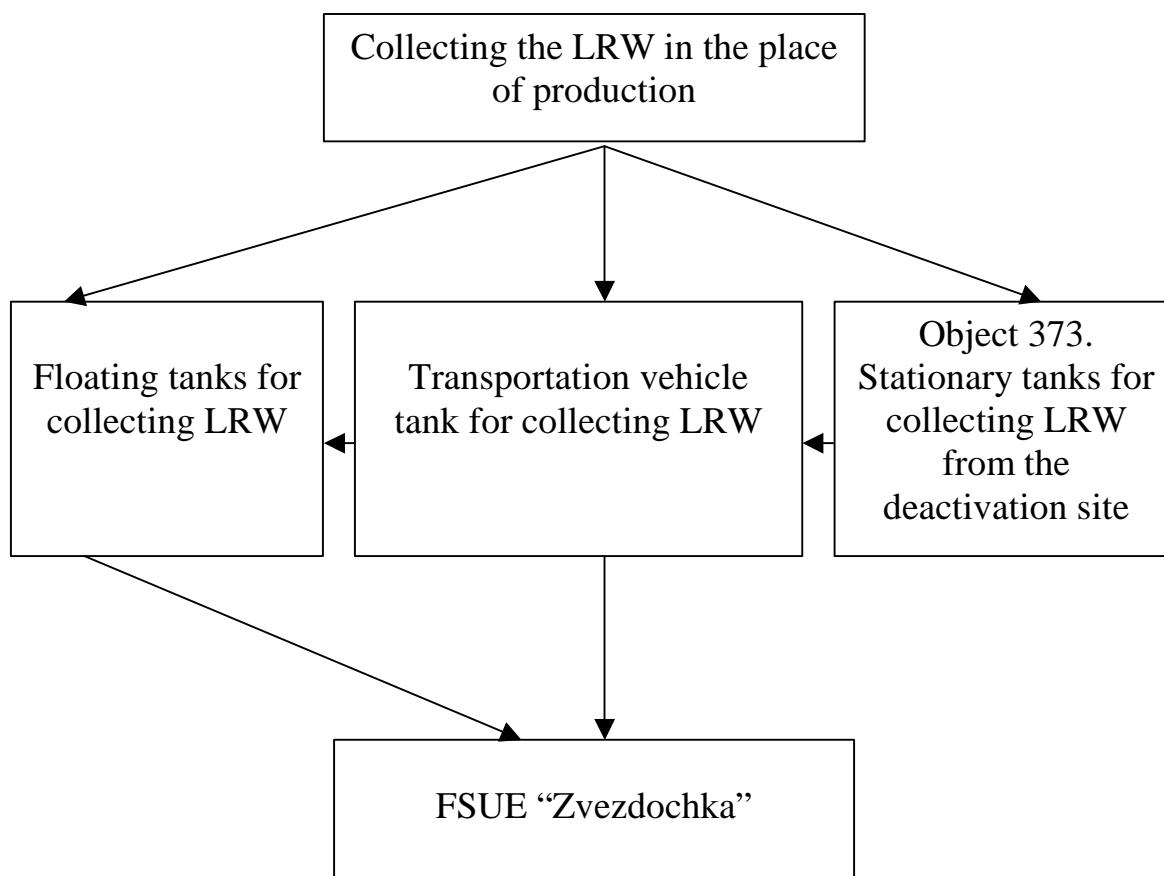 Collecting the LRW in the place
of production
Floating tanks for
collecting LRW
Transportation vehicle
tank for collecting LRW
Object 373.
Stationary tanks for
collecting LRW
from the
deactivation site
FSUE “Zvezdochka”